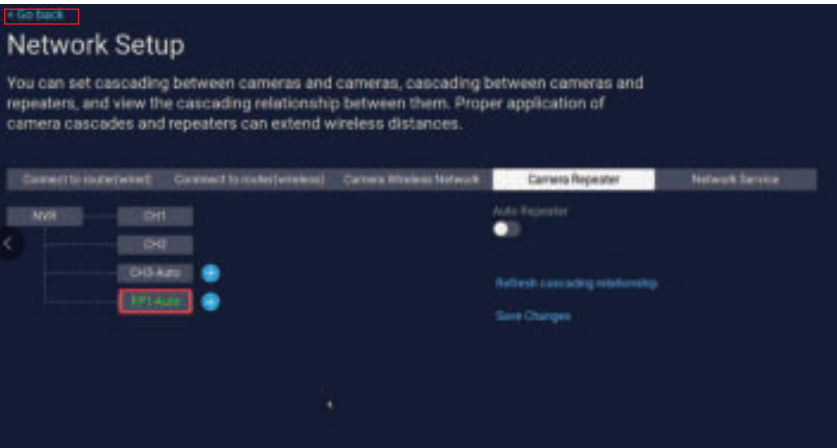 < Go back
Network Setup
You can set cascading between cameras and cameras, cascading between cameras and
repeaters, and view the cascading relationship between them. Proper application of
camera cascades and repeaters can extend wireless distances.
Connect to router(wired) Connect to router(wireless) Camera Wireless Network Camera Repeater Network Service
NVR CH1 Auto Repeater
CH2
CH3-Auto
Refresh cascading relationship
RP1-Auto
Save Changes